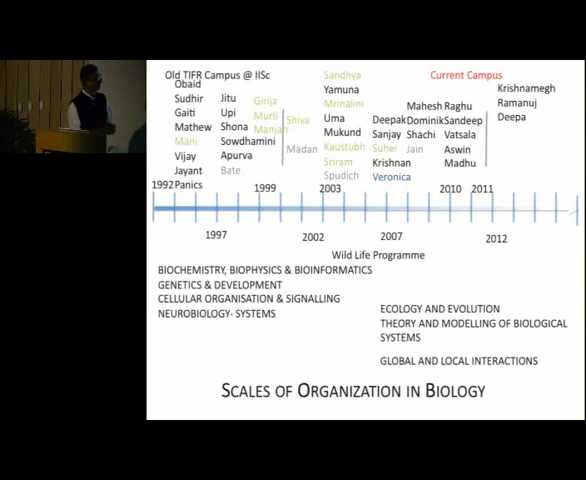 Old TIFR Campus @ IISc
Obaid
Sudhir
Gaiti
Mathew
Mani
Vijay
Jayant
Panics
Jitu
Upi
Shona
Sowdhamini
Apurva
Bate
Girija
Murli
Manjari
Shiva
Madan
Sandhya
Yamuna
Mrinalini
Uma
Mukund
Kaustubh
Sriram
Spudich
Deepak
Sanjay
Suhel
Krishnan
Veronica
Current Campus
Mahesh Raghu
Dominik Sandeep
Shachi Vatsala
Jain Aswin
Madhu
Krishnamegh
Ramanuj
Deepa
1992 1999 2003 2010 2011
1997 2002 2007 2012
Wild Life Programme
BIOCHEMISTRY, BIOPHYSICS & BIOINFORMATICS
GENETICS & DEVELOPMENT
CELLULAR ORGANISATION & SIGNALLING
NEUROBIOLOGY- SYSTEMS
ECOLOGY AND EVOLUTION
THEORY AND MODELLING OF BIOLOGICAL
SYSTEMS
GLOBAL AND LOCAL INTERACTIONS
SCALES OF ORGANIZATION IN BIOLOGY